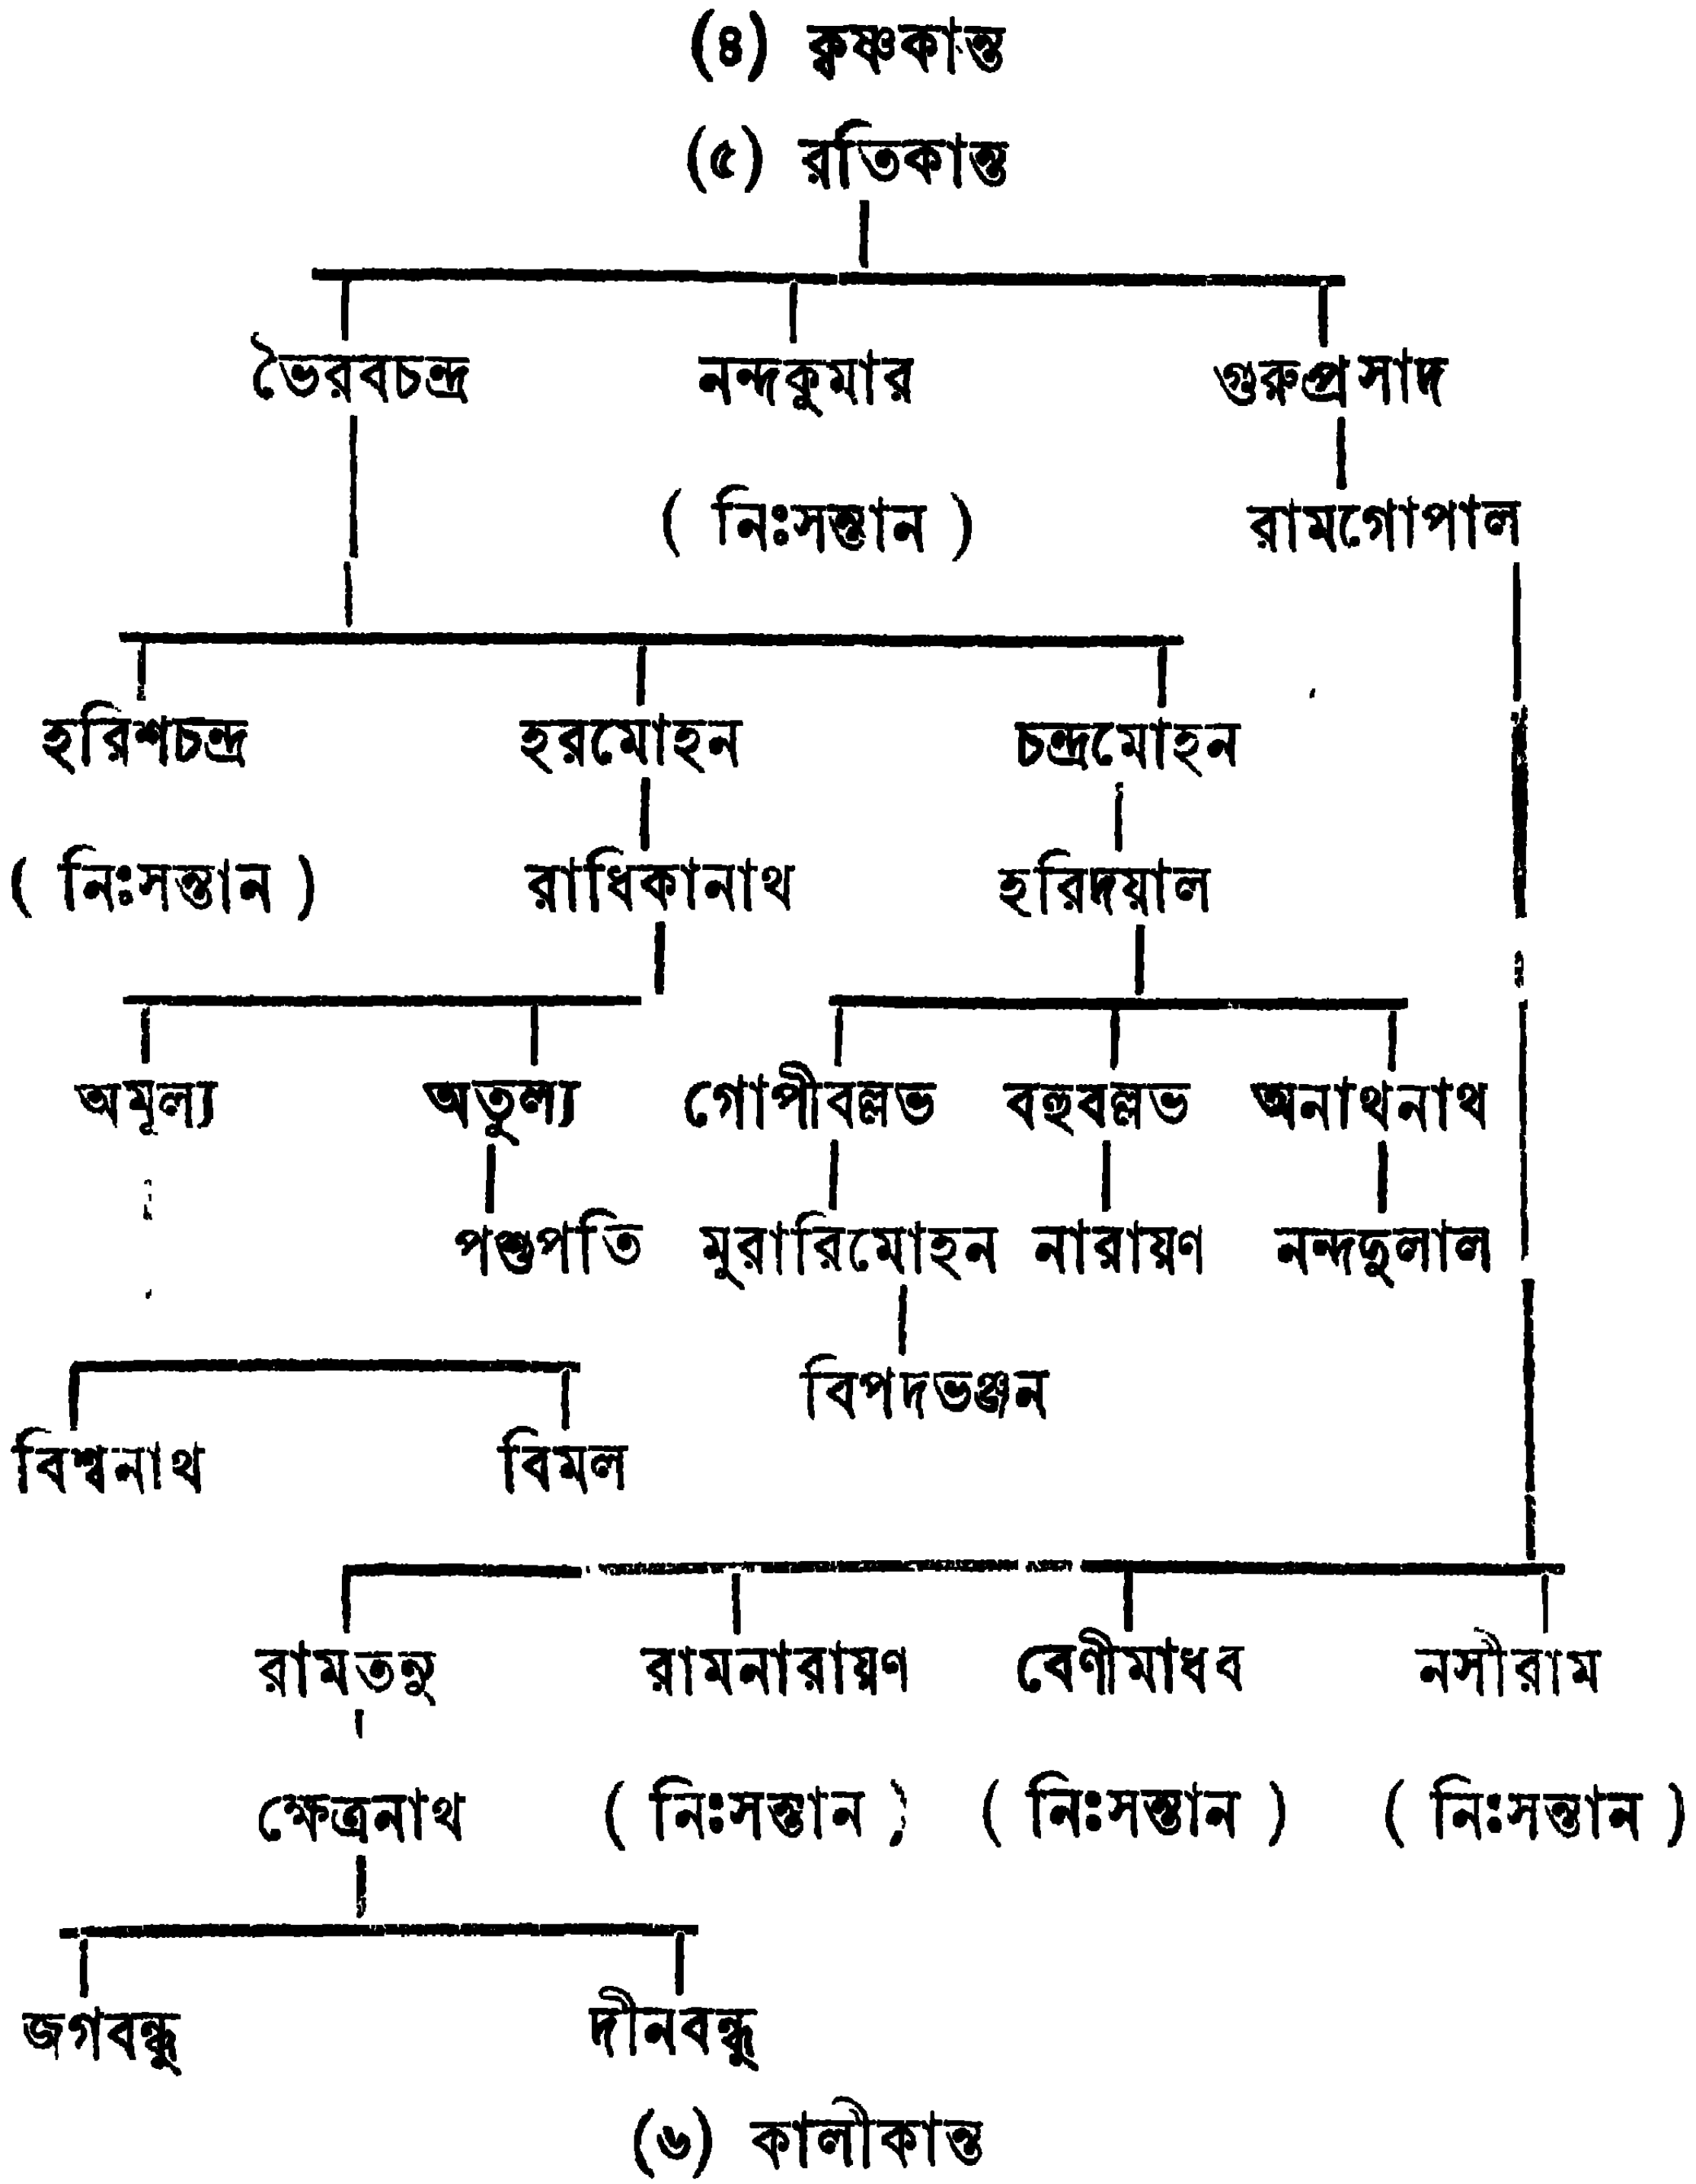 (৪) কৃষ্ণকান্ত
(৫) রতিকান্ত
ভৈরবচন্দ্র নন্দকুমার গুরুপ্রসাদ
( নিঃসন্তান ) রামগোপাল
হরিশচন্দ্র হরমোহন চন্দ্রমোহন
( নিঃসন্তান ) রাধিকানাথ হরিদয়াল
অমূল্য অতুল্য গোপীবল্লভ বহুবল্লভ অনাথনাথ
পশুপতি মুরারিমোহন নারায়ণ নন্দদুলাল
বিপদভঞ্জন
বিশ্বনাথ বিমল
রামতনু রামনারায়ণ বেণীমাধব নসীরাম
ক্ষেত্রনাথ ( নিঃসন্তান ) ( নিঃসন্তান ) ( নিঃসন্তান )
জগবন্ধু দীনবন্ধু
(৬) কালীকান্ত